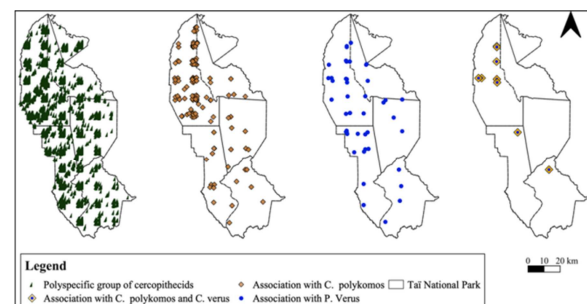 Legend
Polyspecific group of cercopithecids
Association with C. polykomos
Taï National Park
Association with C. polykomos and C. verus
Association with P. Verus
0 10 20 km